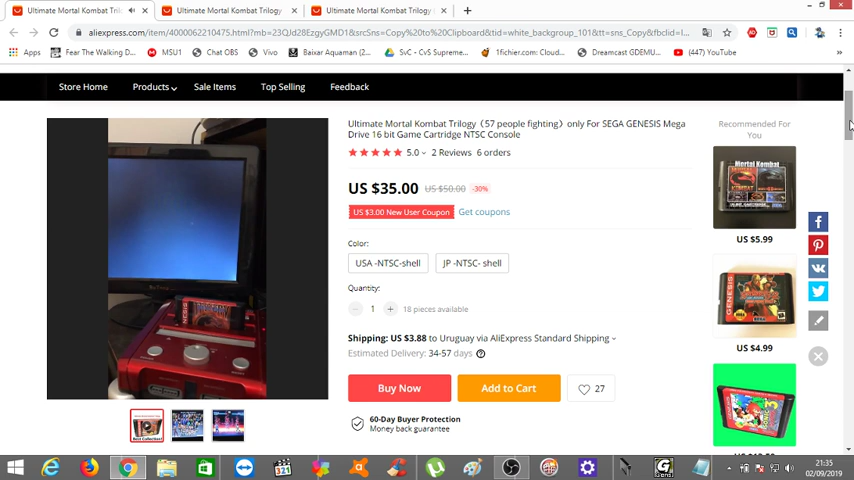 Ultimate Mortal Kombat Trilo
Ultimate Mortal Kombat Trilogy
Ultimate Mortal Kombat Trilogy
aliexpress.com/item/4000062210475.html?mb=23QJd28EzgyGMD1&srcSns=Copy%20to%20Clipboard&tid=white_background_101&tt=sns_Copy&fbclid=I...
Apps
Fear The Walking D...
MSU1
Chat OBS
Vivo
Baixar Aquaman (2...
SvC - CvS Supreme...
1fichier.com: Cloud...
Dreamcast GDEMU...
(447) YouTube
Store Home
Products
Sale Items
Top Selling
Feedback
Ultimate Mortal Kombat Trilogy（57 people fighting）only For SEGA GENESIS Mega
Drive 16 bit Game Cartridge NTSC Console
5.0 2 Reviews 6 orders
US $35.00 US $50.00 -30%
US $3.00 New User Coupon Get coupons
Color:
USA -NTSC-shell JP -NTSC- shell
Quantity:
1 18 pieces available
Shipping: US $3.88 to Uruguay via AliExpress Standard Shipping
Estimated Delivery: 34-57 days
Buy Now Add to Cart 27
60-Day Buyer Protection
Money back guarantee
Recommended For
You
Mortal Kombat
US $5.99
GENESIS
US $4.99
21:35
02/09/2019